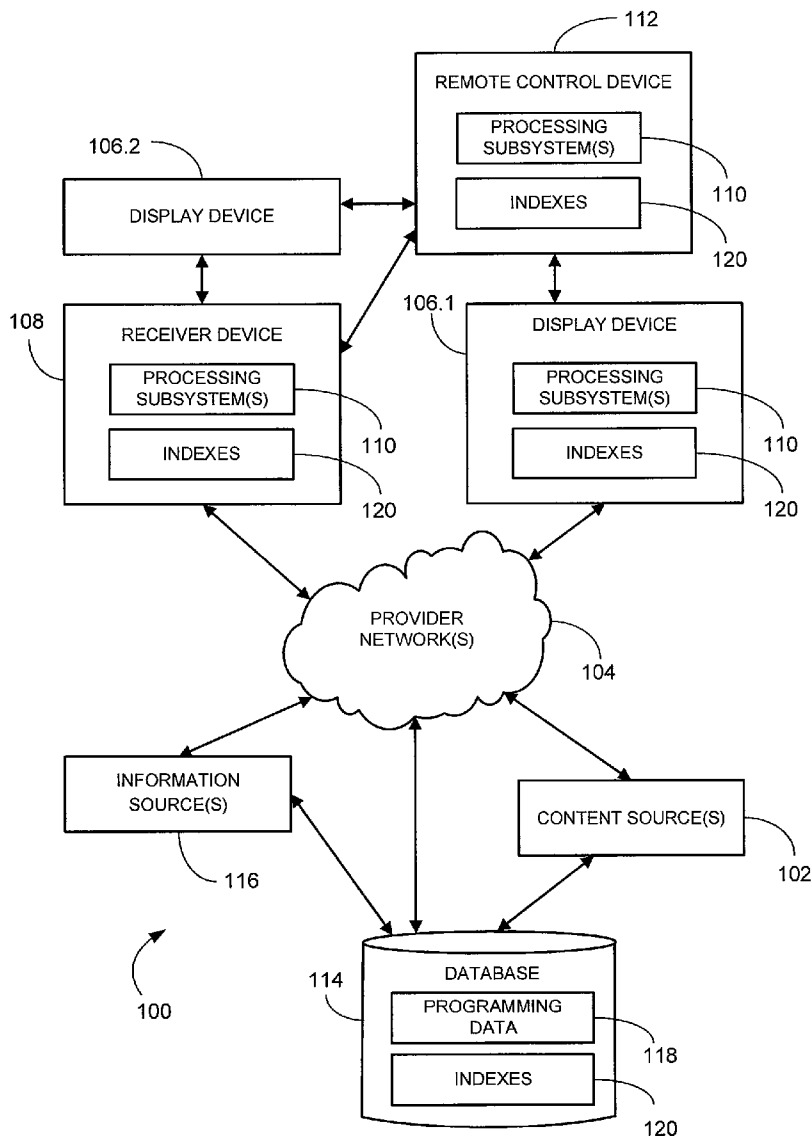 112
REMOTE CONTROL DEVICE
PROCESSING
SUBSYSTEM(S)
110
INDEXES
120
106.2
DISPLAY DEVICE
108
RECEIVER DEVICE
PROCESSING
SUBSYSTEM(S)
110
INDEXES
120
106.1
DISPLAY DEVICE
PROCESSING
SUBSYSTEM(S)
110
INDEXES
120
PROVIDER
NETWORK(S)
104
INFORMATION
SOURCE(S)
116
CONTENT SOURCE(S)
102
100
114
DATABASE
PROGRAMMING
DATA
118
INDEXES
120